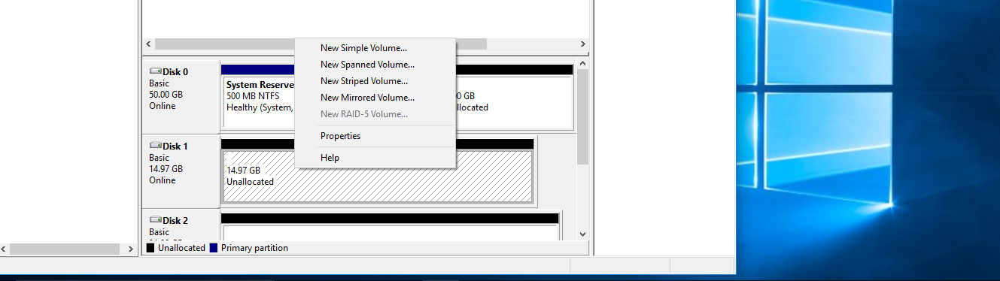 New Simple Volume...
New Spanned Volume...
New Striped Volume...
New Mirrored Volume...
New RAID-5 Volume...
Properties
Help
Disk 0
Basic
50.00 GB
Online
System Reserve
500 MB NTFS
Healthy (System,
0 GB
llocated
Disk 1
Basic
14.97 GB
Online
14.97 GB
Unallocated
Disk 2
Basic
Unallocated
Primary partition